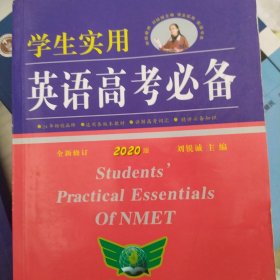 学生实用
英语高考必备
全新修订 2020版 刘锐诚 主编
Students'
Practical Essentials
Of NMET